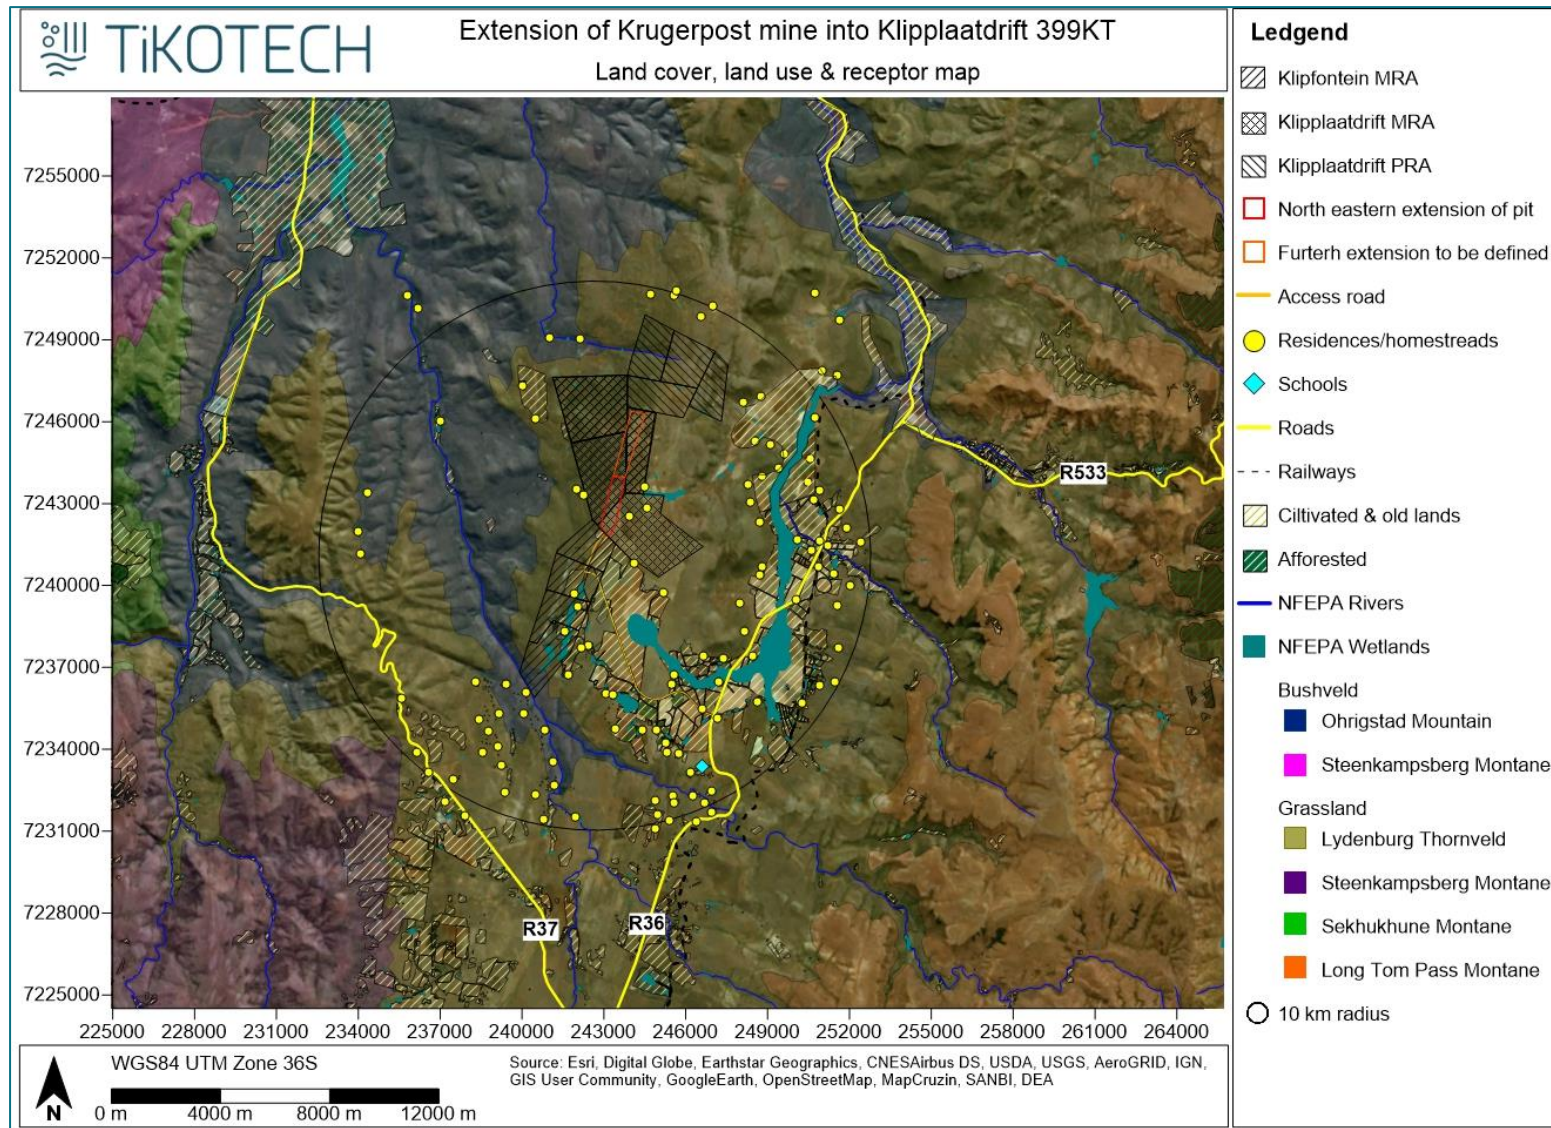 TiKOTECH
Extension of Krugerpost mine into Klipplaatdrift 399KT
Land cover, land use & receptor map
Ledgend
Klipfontein MRA
Klipplaatdrift MRA
Klipplaatdrift PRA
North eastern extension of pit
Furterh extension to be defined
Access road
Residences/homestreads
Schools
Roads
Railways
Ciltivated & old lands
Afforested
NFEPA Rivers
NFEPA Wetlands
Bushveld
Ohrigstad Mountain
Steenkampsberg Montane
Grassland
Lydenburg Thornveld
Steenkampsberg Montane
Sekhukhune Montane
Long Tom Pass Montane
10 km radius
7255000
7252000
7249000
7246000
7243000
7240000
7237000
7234000
7231000
7228000
7225000
R533
R37
R36
225000 228000 231000 234000 237000 240000 243000 246000 249000 252000 255000 258000 261000 264000
N
WGS84 UTM Zone 36S
0 m 4000 m 8000 m 12000 m
Source: Esri, Digital Globe, Earthstar Geographics, CNESAirbus DS, USDA, USGS, AeroGRID, IGN,
GIS User Community, GoogleEarth, OpenStreetMap, MapCruzin, SANBI, DEA